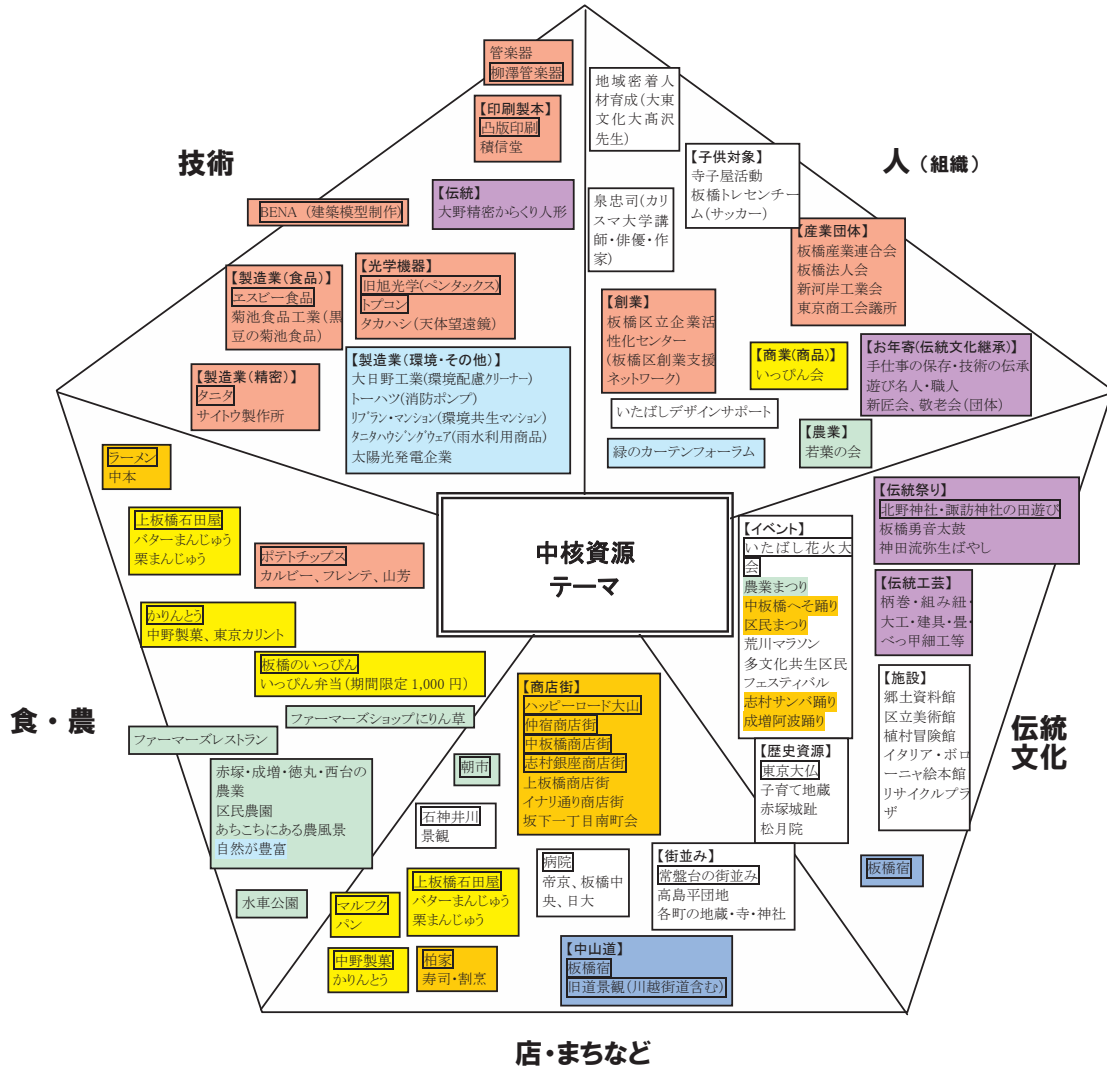 管楽器
柳澤管楽器
【印刷製本】
凸版印刷
積信堂
技術
BENA（建築模型制作）
【伝統】
大野精密からくり人形
【製造業（食品）】
ヱスビー食品
菊池食品工業（黒
豆の菊池食品）
【光学機器】
旧旭光学（ペンタックス）
トプコン
タカハシ（天体望遠鏡）
【製造業（精密）】
タニタ
サイトウ製作所
【製造業（環境・その他）】
大日野工業（環境配慮クリーナー）
トーハツ（消防ポンプ）
リブラン・マンション（環境共生マンション）
タニタハウジングウェア（雨水利用商品）
太陽光発電企業
地域密着人
材育成（大東
文化大髙沢
先生）
人（組織）
【子供対象】
寺子屋活動
板橋トレセンチー
ム（サッカー）
泉忠司（カリ
スマ大学講
師・俳優・作
家）
【産業団体】
板橋産業連合会
板橋法人会
新河岸工業会
東京商工会議所
【創業】
板橋区立企業活
性化センター
（板橋区創業支援
ネットワーク）
【商業（商品）】
いっぴん会
【お年寄（伝統文化継承）】
手仕事の保存・技術の伝承
遊び名人・職人
新匠会、敬老会（団体）
いたばしデザインサポート
【農業】
若葉の会
緑のカーテンフォーラム
中核資源
テーマ
ラーメン
中本
上板橋石田屋
バターまんじゅう
栗まんじゅう
ポテトチップス
カルビー、フレンテ、山芳
かりんとう
中野製菓、東京カリント
板橋のいっぴん
いっぴん弁当（期間限定 1,000 円）
食・農
ファーマーズショップにりん草
ファーマーズレストラン
赤塚・成増・徳丸・西台の
農業
区民農園
あちこちにある農風景
自然が豊富
朝市
水車公園
【伝統祭り】
北野神社・諏訪神社の田遊び
板橋勇音太鼓
神田流弥生ばやし
【イベント】
いたばし花火大
会
農業まつり
中板橋へそ踊り
区民まつり
荒川マラソン
多文化共生区民
フェスティバル
志村サンバ踊り
成増阿波踊り
【伝統工芸】
柄巻・組み紐・
大工・建具・畳・
べっ甲細工等
【施設】
郷土資料館
区立美術館
植村冒険館
イタリア・ボロ
ーニャ絵本館
リサイクルプラ
ザ
伝統
文化
【歴史資源】
東京大仏
子育て地蔵
赤塚城趾
松月院
板橋宿
【商店街】
ハッピーロード大山
仲宿商店街
中板橋商店街
志村銀座商店街
上板橋商店街
イナリ通り商店街
坂下一丁目南町会
石神井川
景観
病院
帝京、板橋中
央、日大
【街並み】
常盤台の街並み
高島平団地
各町の地蔵・寺・神社
マルフク
パン
上板橋石田屋
バターまんじゅう
栗まんじゅう
中野製菓
かりんとう
柏家
寿司・割烹
【中山道】
板橋宿
旧道景観（川越街道含む）
店・まちなど